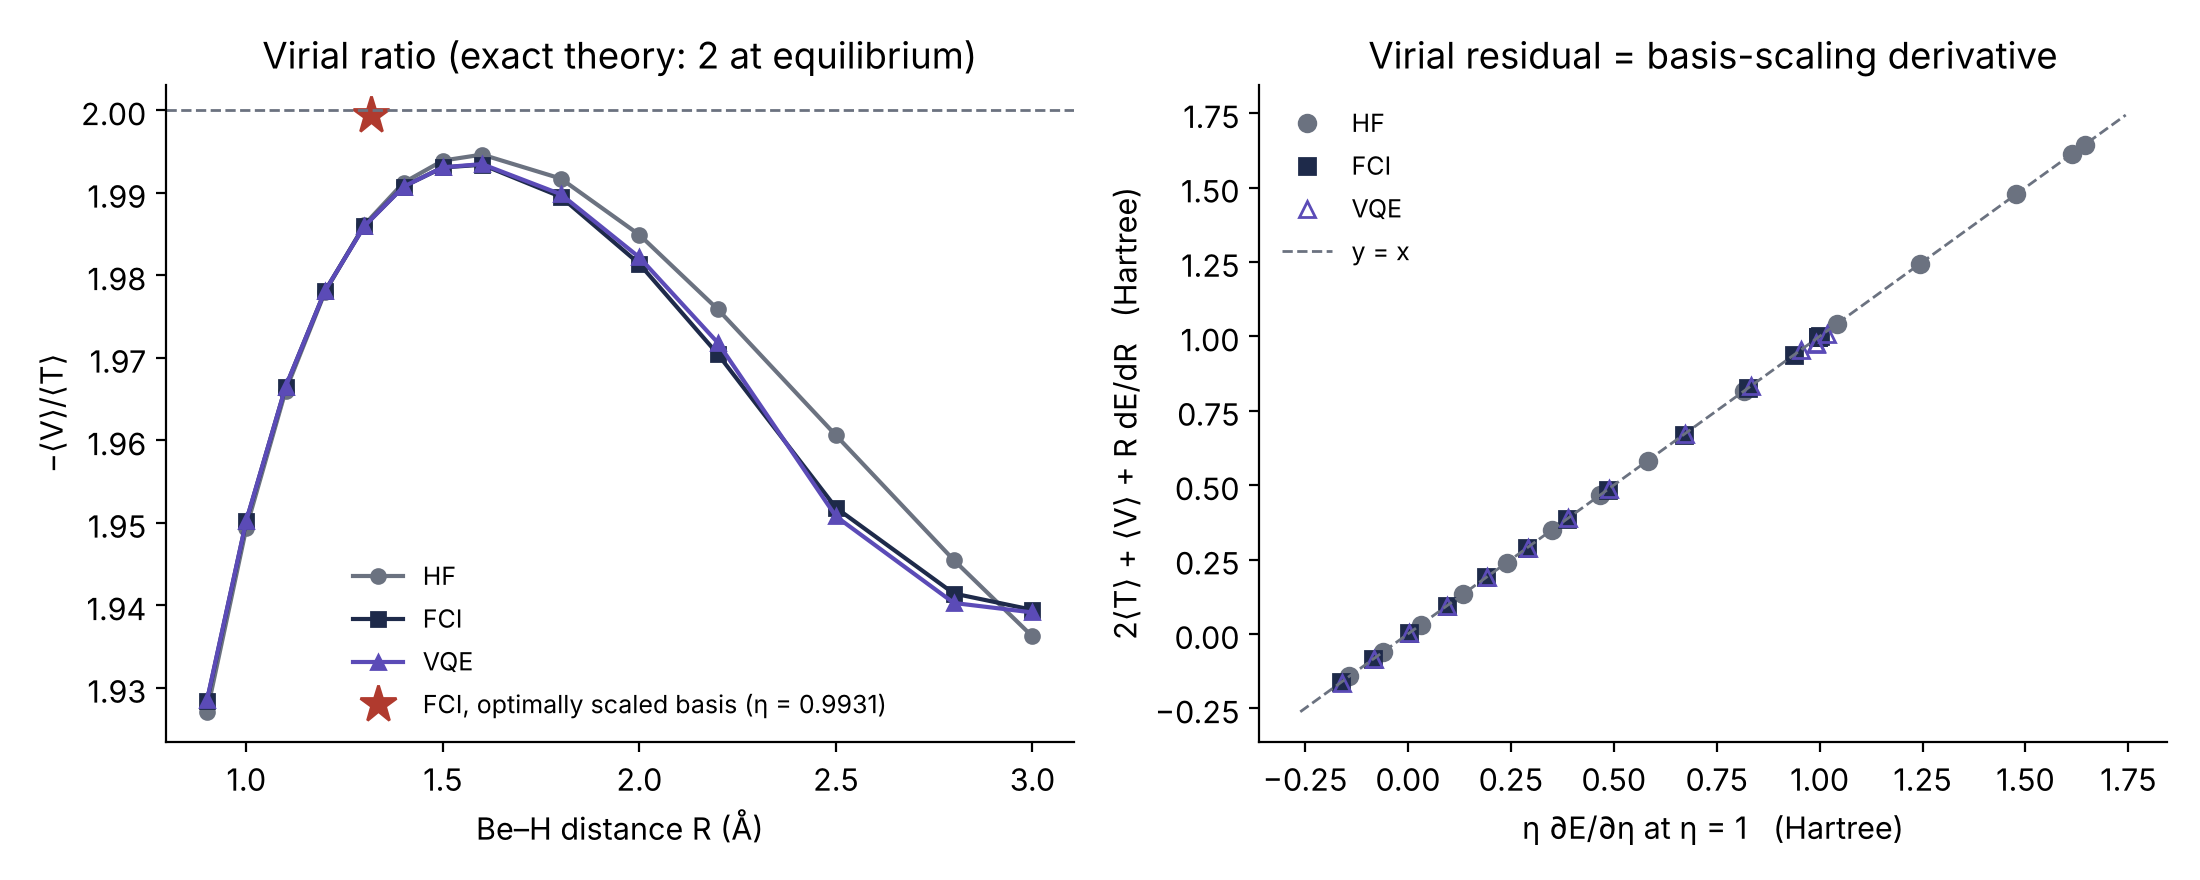 Virial ratio (exact theory: 2 at equilibrium)
−⟨V⟩/⟨T⟩
2.00
1.99
1.98
1.97
1.96
1.95
1.94
1.93
HF
FCI
VQE
FCI, optimally scaled basis (η = 0.9931)
1.0
1.5
2.0
2.5
3.0
Be–H distance R (Å)
Virial residual = basis-scaling derivative
2⟨T⟩ + ⟨V⟩ + R dE/dR (Hartree)
1.75
1.50
1.25
1.00
0.75
0.50
0.25
0.00
−0.25
HF
FCI
VQE
y = x
−0.25
0.00
0.25
0.50
0.75
1.00
1.25
1.50
1.75
η ∂E/∂η at η = 1 (Hartree)